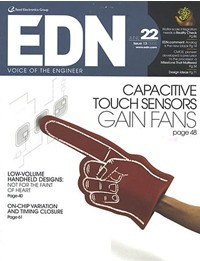 Reed Electronics Group
EDN
JUNE
22
VOICE OF THE ENGINEER
CAPACITIVE
TOUCH SENSORS
GAIN FANS
page 48
LOW-VOLUME
HANDHELD DESIGNS:
NOT FOR THE FAINT
OF HEART
Page 40
ON-CHIP VARIATION
AND TIMING CLOSURE
Page 61